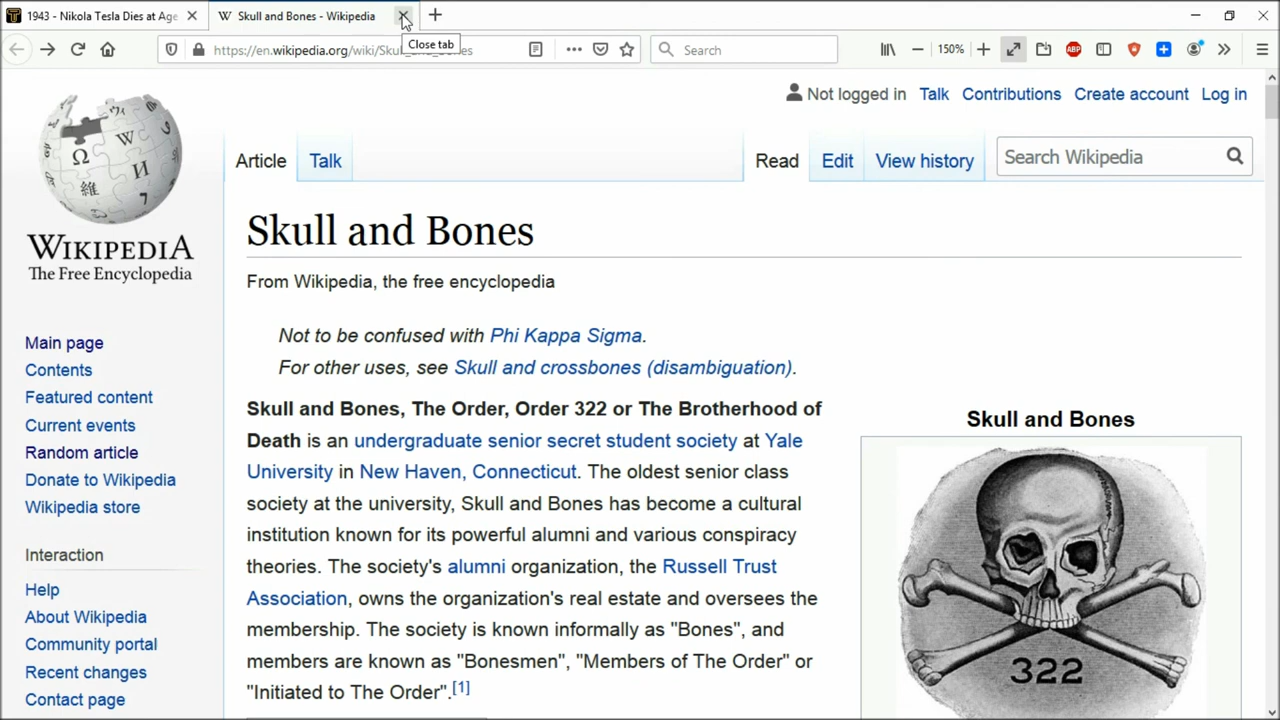 1943 - Nikola Tesla Dies at Age
Skull and Bones - Wikipedia
Close tab
https://en.wikipedia.org/wiki/Sku
nes
Search
150%
ABP
Not logged in Talk Contributions Create account Log in
Article Talk Read Edit View history Search Wikipedia
WIKIPEDIA
The Free Encyclopedia
Main page
Contents
Featured content
Current events
Random article
Donate to Wikipedia
Wikipedia store
Interaction
Help
About Wikipedia
Community portal
Recent changes
Contact page
Skull and Bones
From Wikipedia, the free encyclopedia
Not to be confused with Phi Kappa Sigma.
For other uses, see Skull and crossbones (disambiguation).
Skull and Bones, The Order, Order 322 or The Brotherhood of
Death is an undergraduate senior secret student society at Yale
University in New Haven, Connecticut. The oldest senior class
society at the university, Skull and Bones has become a cultural
institution known for its powerful alumni and various conspiracy
theories. The society's alumni organization, the Russell Trust
Association, owns the organization's real estate and oversees the
membership. The society is known informally as "Bones", and
members are known as "Bonesmen", "Members of The Order" or
"Initiated to The Order".[1]
Skull and Bones
322